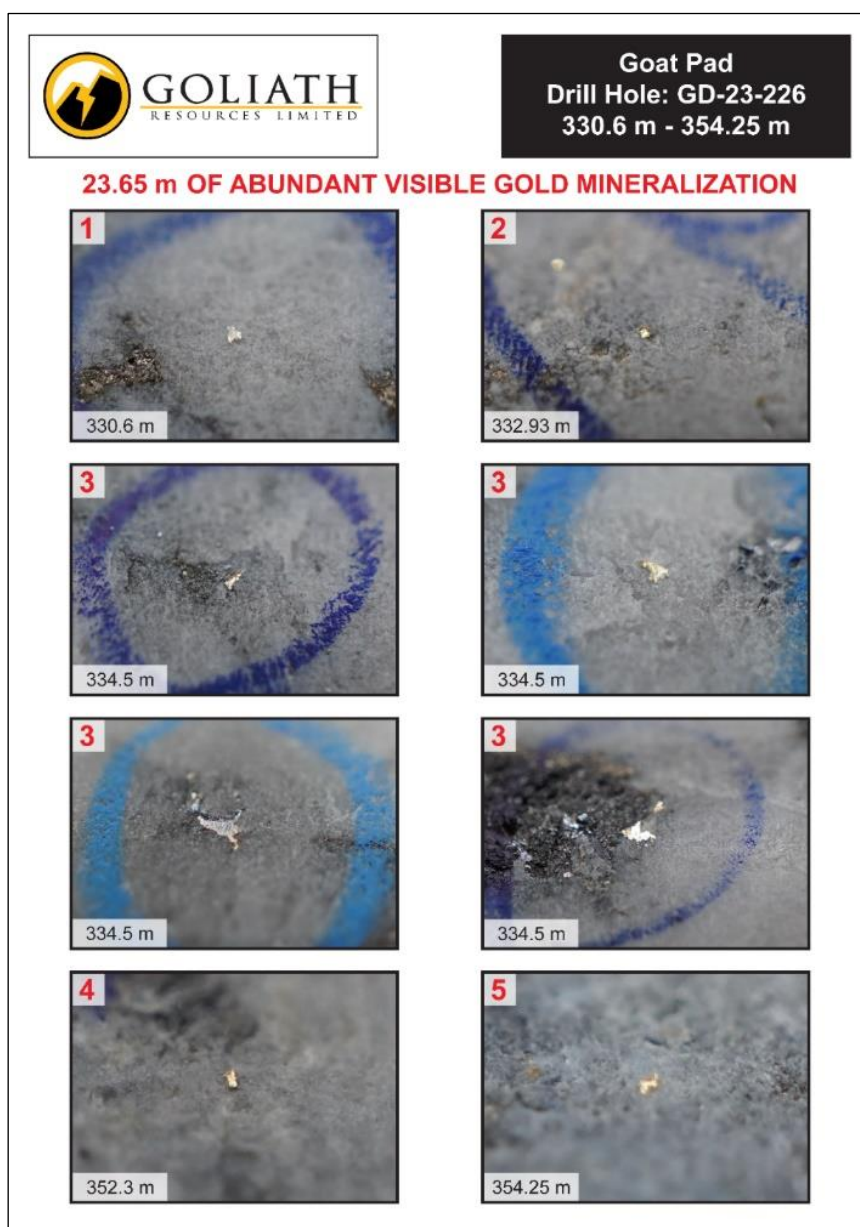 GOLIATH
RESOURCES LIMITED
Goat Pad
Drill Hole: GD-23-226
330.6 m - 354.25 m
23.65 m OF ABUNDANT VISIBLE GOLD MINERALIZATION
1
330.6 m
2
332.93 m
3
334.5 m
3
334.5 m
3
334.5 m
3
334.5 m
4
352.3 m
5
354.25 m